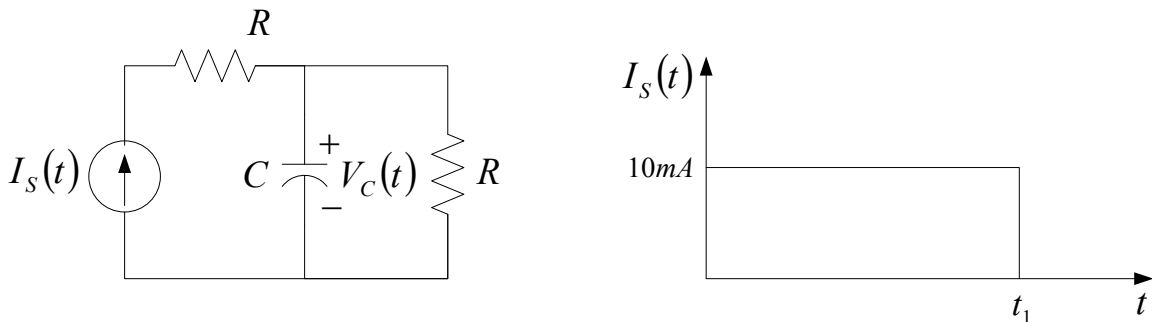 R
I_S(t)
C
+
V_C(t)
−
R
I_S(t)
10mA
t_1
t